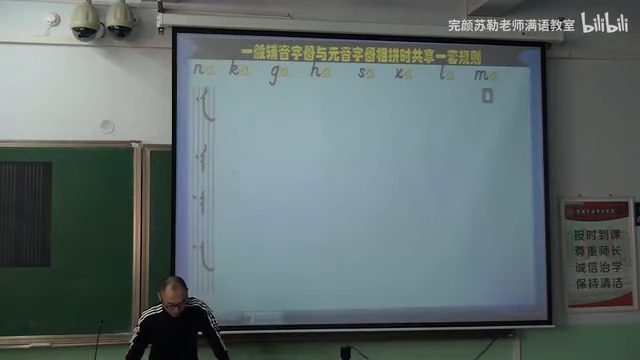 完颜苏勒老师满语教室 bilibili
一般辅音字母与元音字母相拼时共享一套规则
na ka ga ha sa xa la ma
授时到课
尊重师长
诚信治学
保持清洁